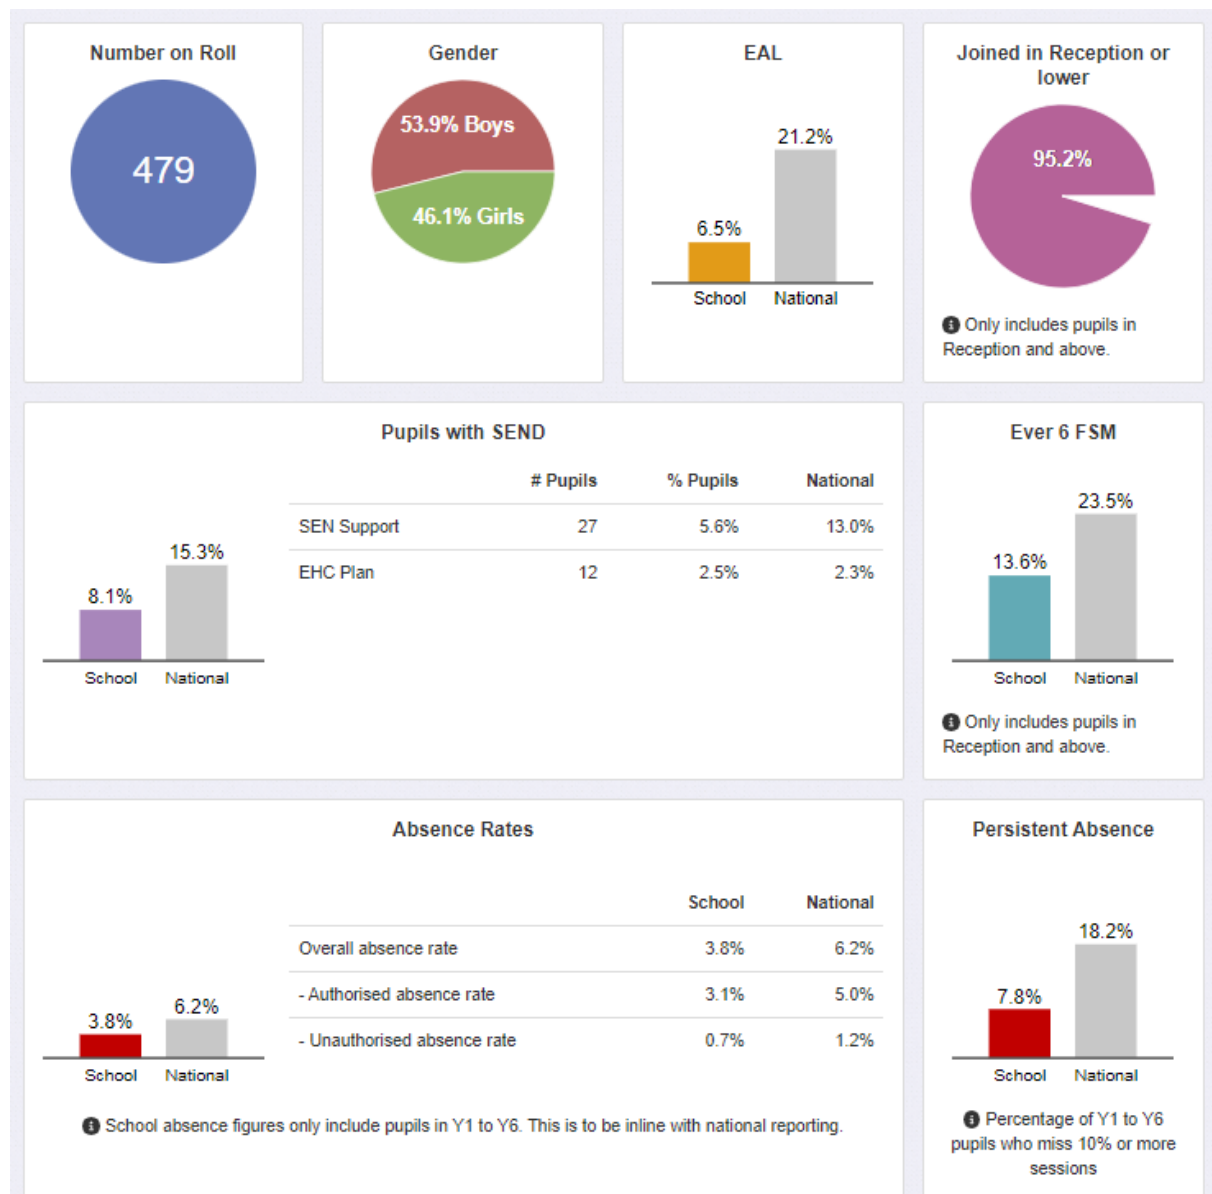 Number on Roll
479
Gender
53.9% Boys
46.1% Girls
EAL
21.2%
6.5%
School National
Joined in Reception or
lower
95.2%
Only includes pupils in
Reception and above.
Pupils with SEND
# Pupils % Pupils National
SEN Support 27 5.6% 13.0%
EHC Plan 12 2.5% 2.3%
15.3%
8.1%
School National
Ever 6 FSM
23.5%
13.6%
School National
Only includes pupils in
Reception and above.
Absence Rates
School National
Overall absence rate 3.8% 6.2%
- Authorised absence rate 3.1% 5.0%
- Unauthorised absence rate 0.7% 1.2%
6.2%
3.8%
School National
School absence figures only include pupils in Y1 to Y6. This is to be inline with national reporting.
Persistent Absence
18.2%
7.8%
School National
Percentage of Y1 to Y6
pupils who miss 10% or more
sessions